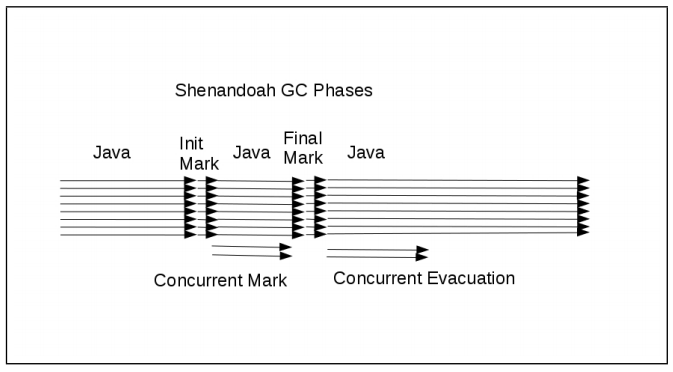 Shenandoah GC Phases
Java
Init
Mark
Java
Final
Mark
Java
Concurrent Mark
Concurrent Evacuation